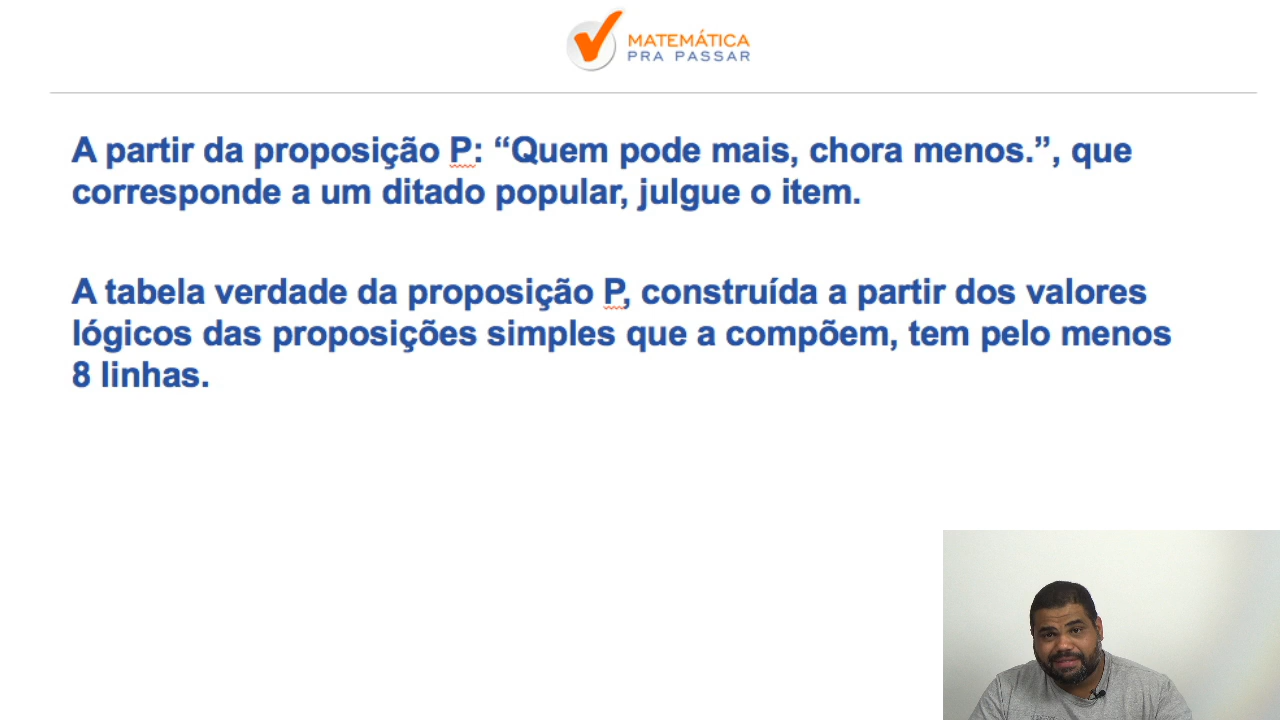 MATEMÁTICA
PRA PASSAR
A partir da proposição P: “Quem pode mais, chora menos.”, que
corresponde a um ditado popular, julgue o item.
A tabela verdade da proposição P, construída a partir dos valores
lógicos das proposições simples que a compõem, tem pelo menos
8 linhas.